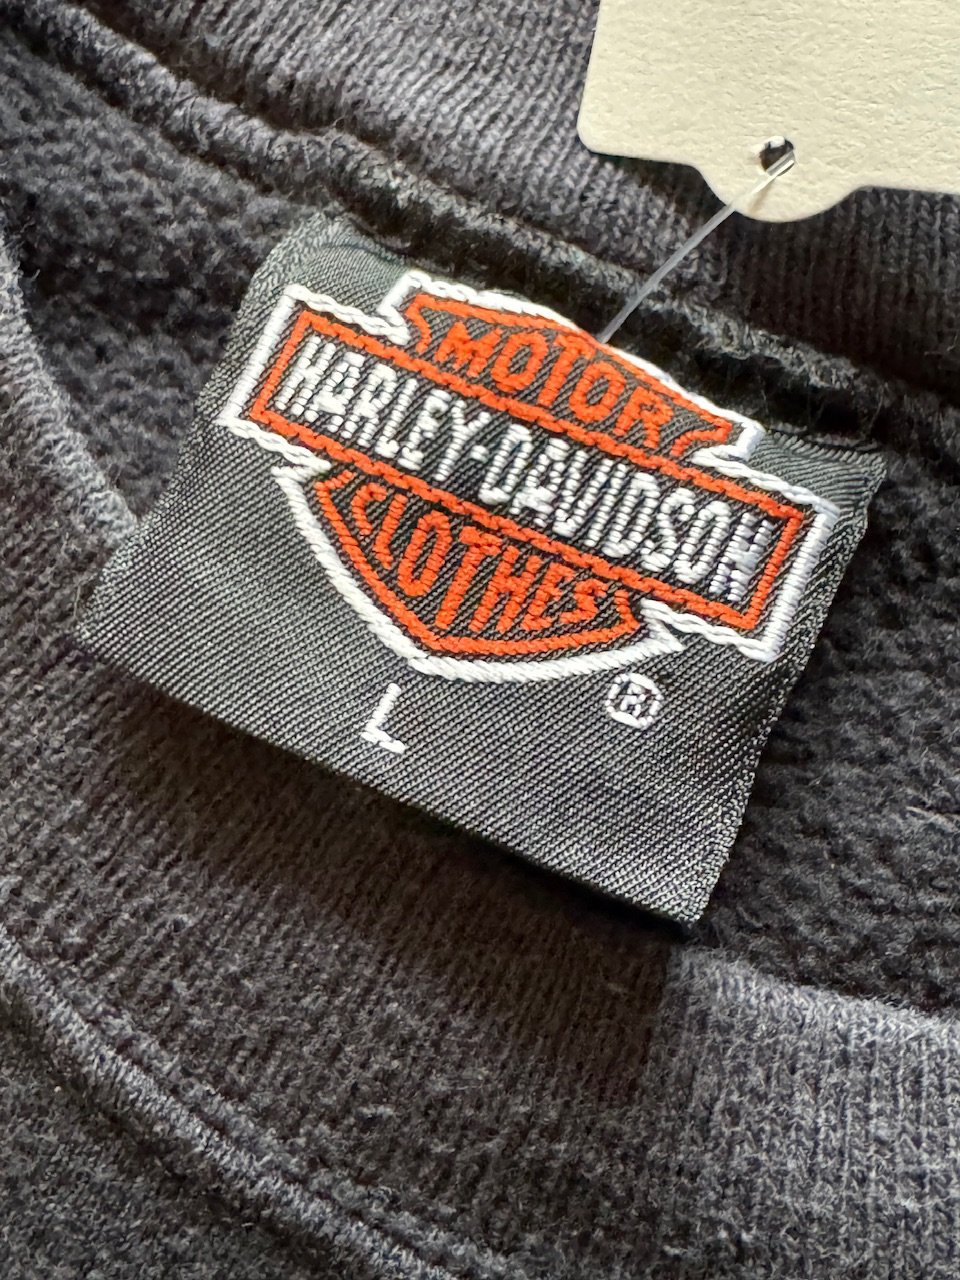 MOTOR
HARLEY-DAVIDSON
CLOTHES
®
L